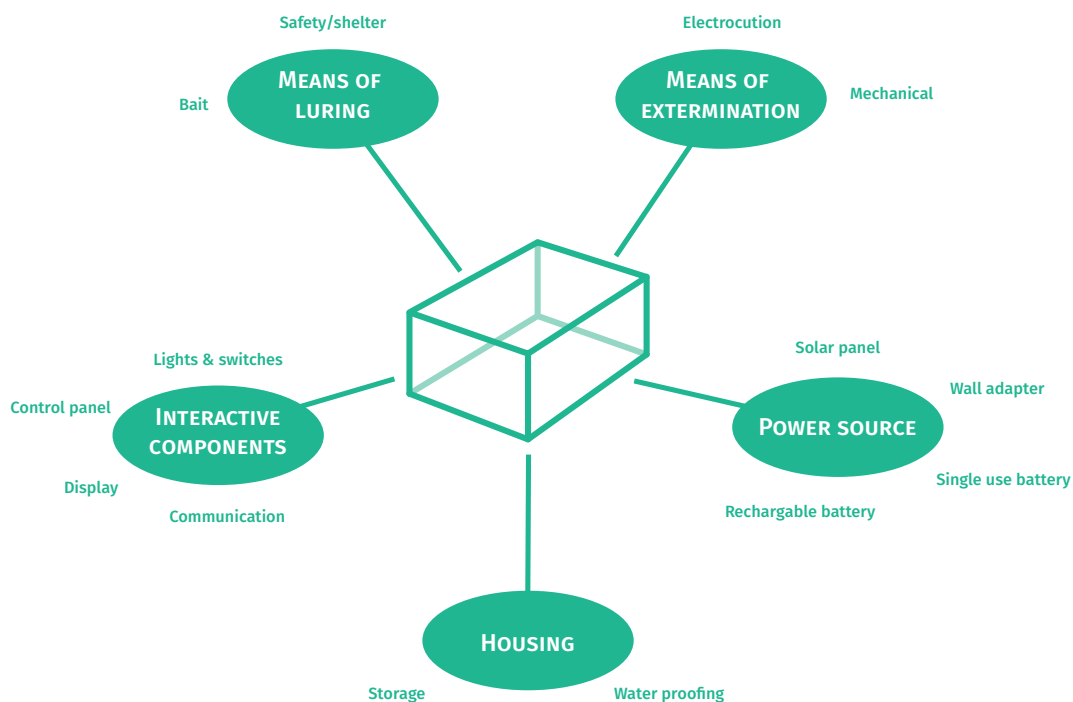 Safety/shelter
Electrocution
MEANS OF
LURING
Bait
MEANS OF
EXTERMINATION
Mechanical
Lights & switches
Control panel
INTERACTIVE
COMPONENTS
Display
Communication
Solar panel
Wall adapter
POWER SOURCE
Single use battery
Rechargable battery
HOUSING
Storage
Water proofing